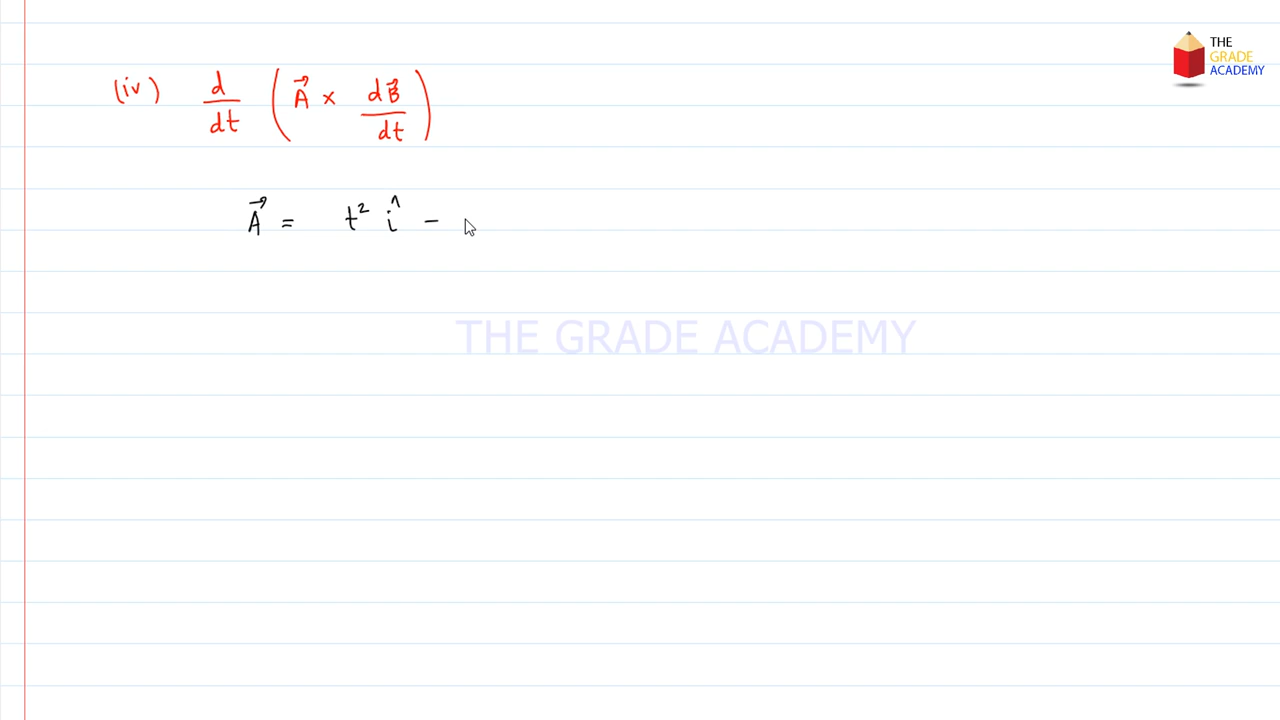 THE
GRADE
ACADEMY
(iv) d/dt (A⃗ × dB⃗/dt)
A⃗ = t² î −
THE GRADE ACADEMY